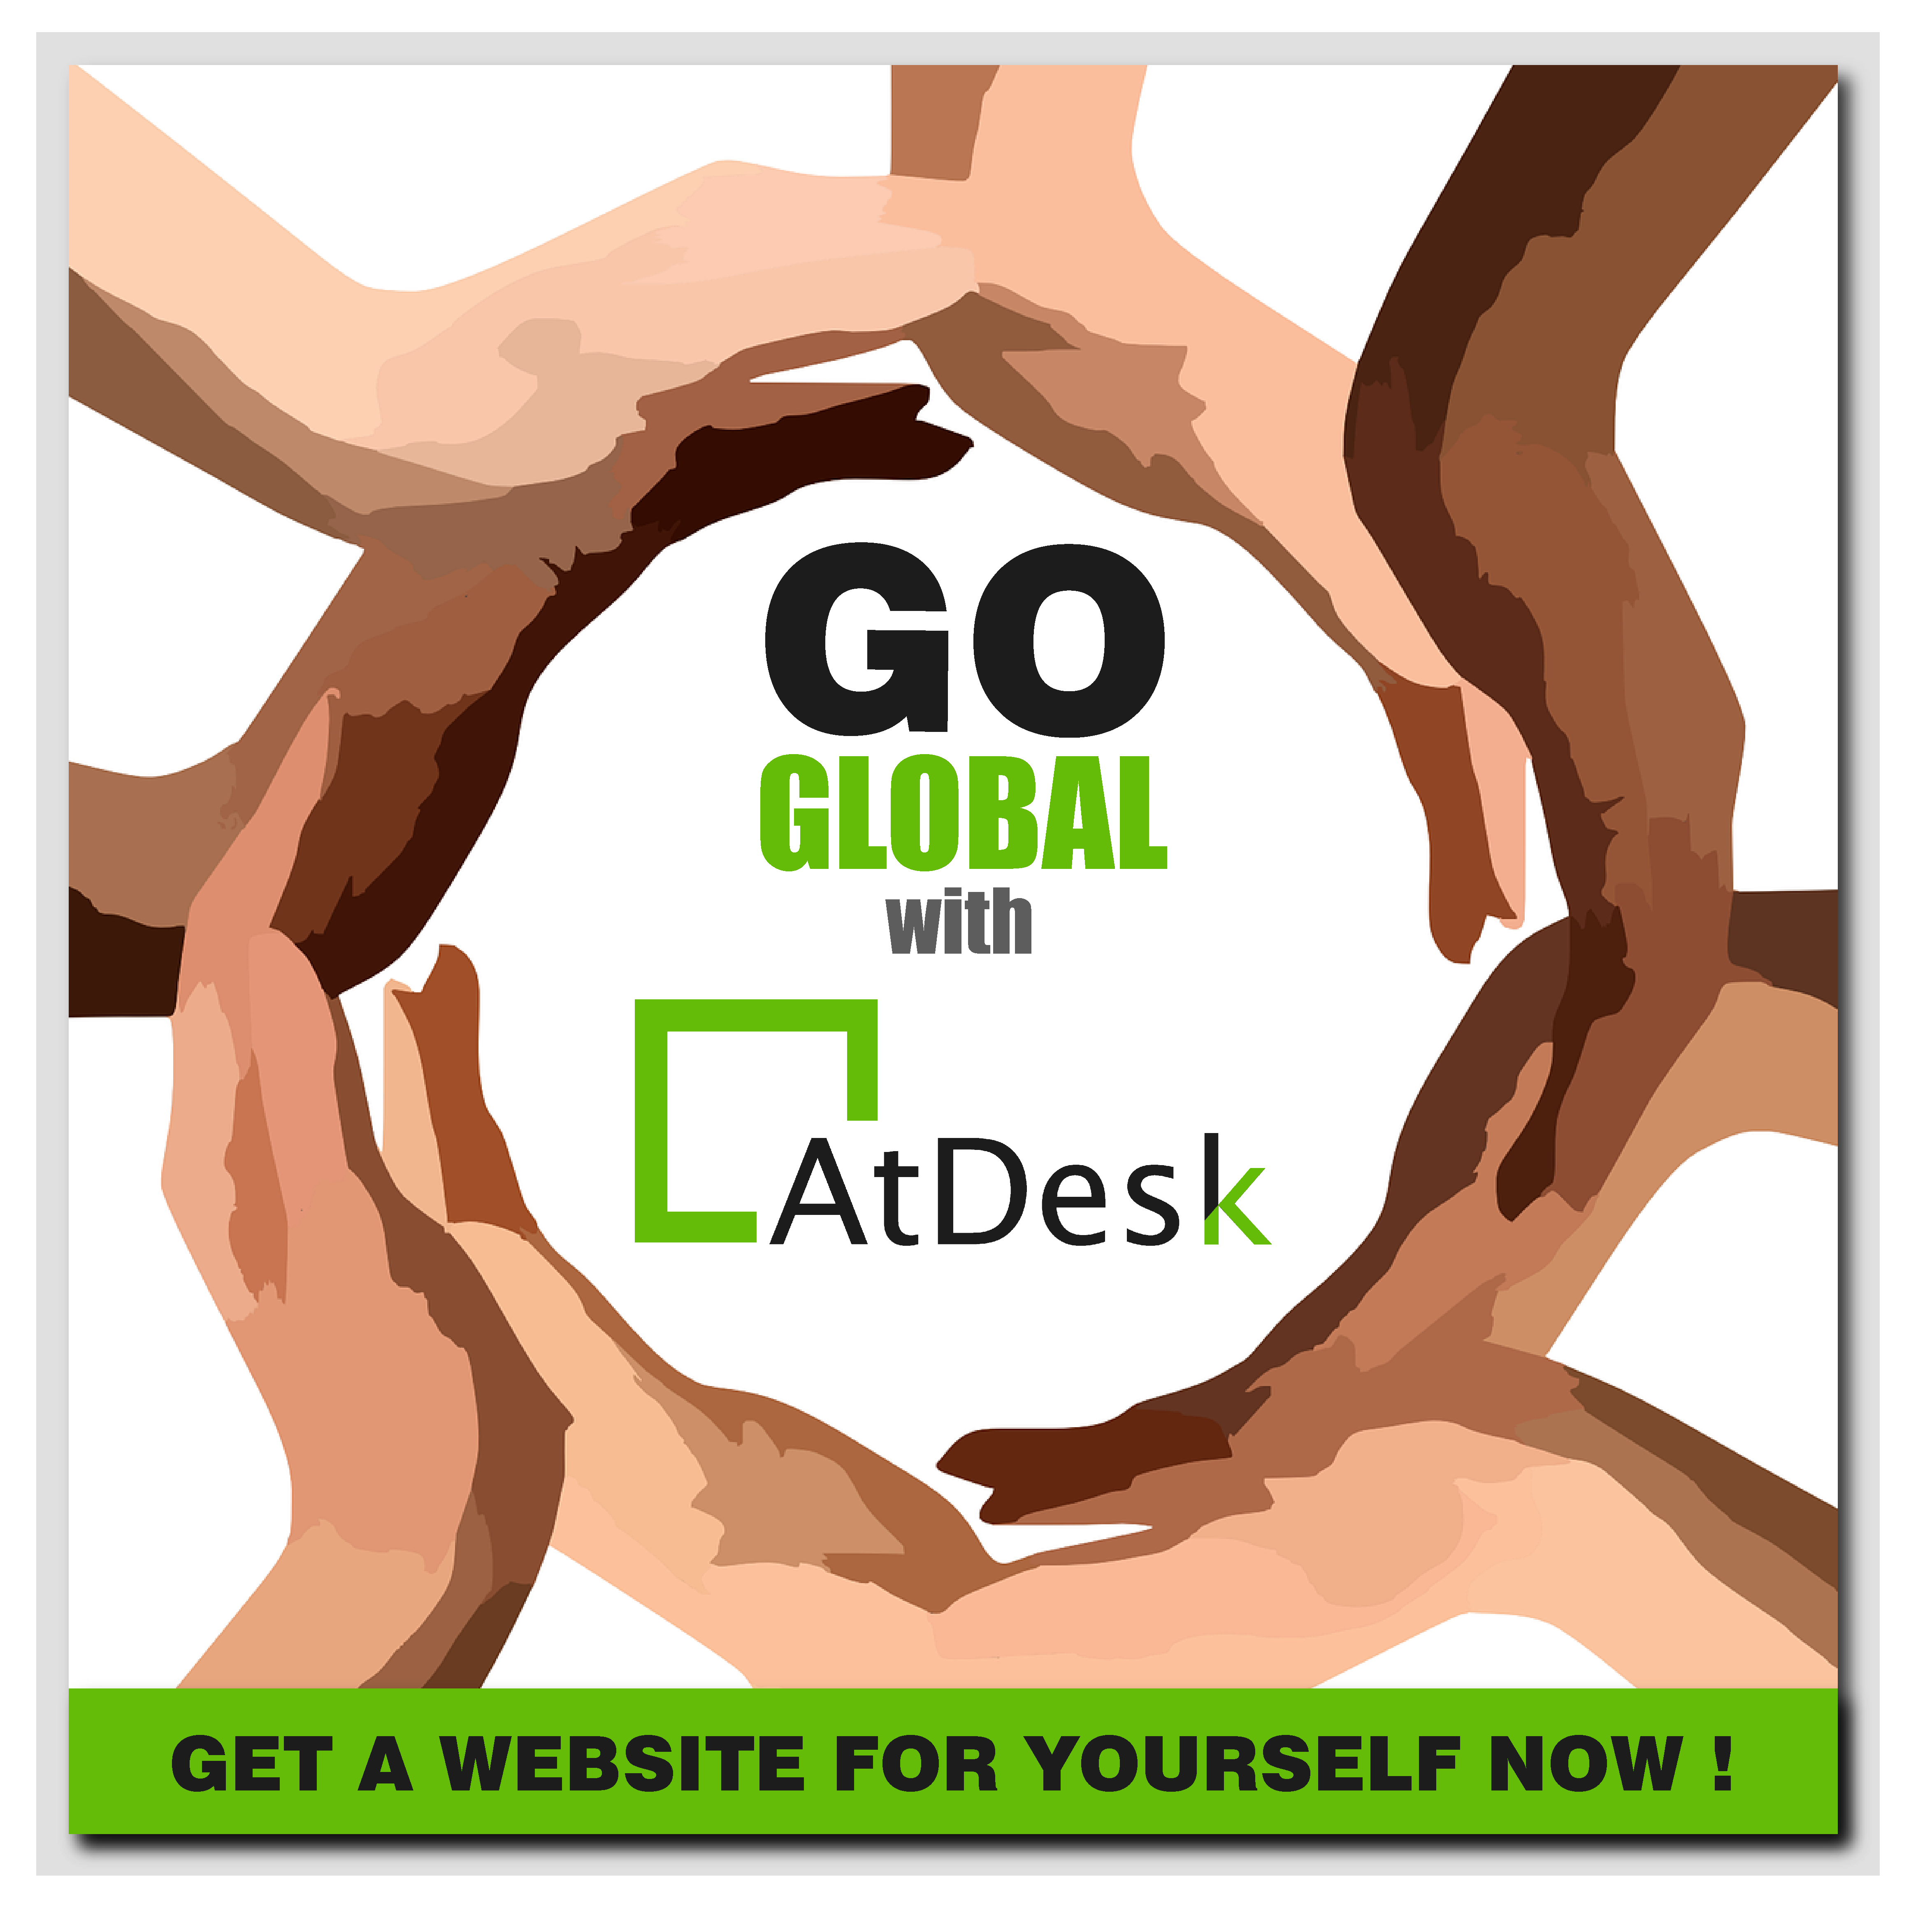 GO
GLOBAL
with
AtDesk
GET A WEBSITE FOR YOURSELF NOW !